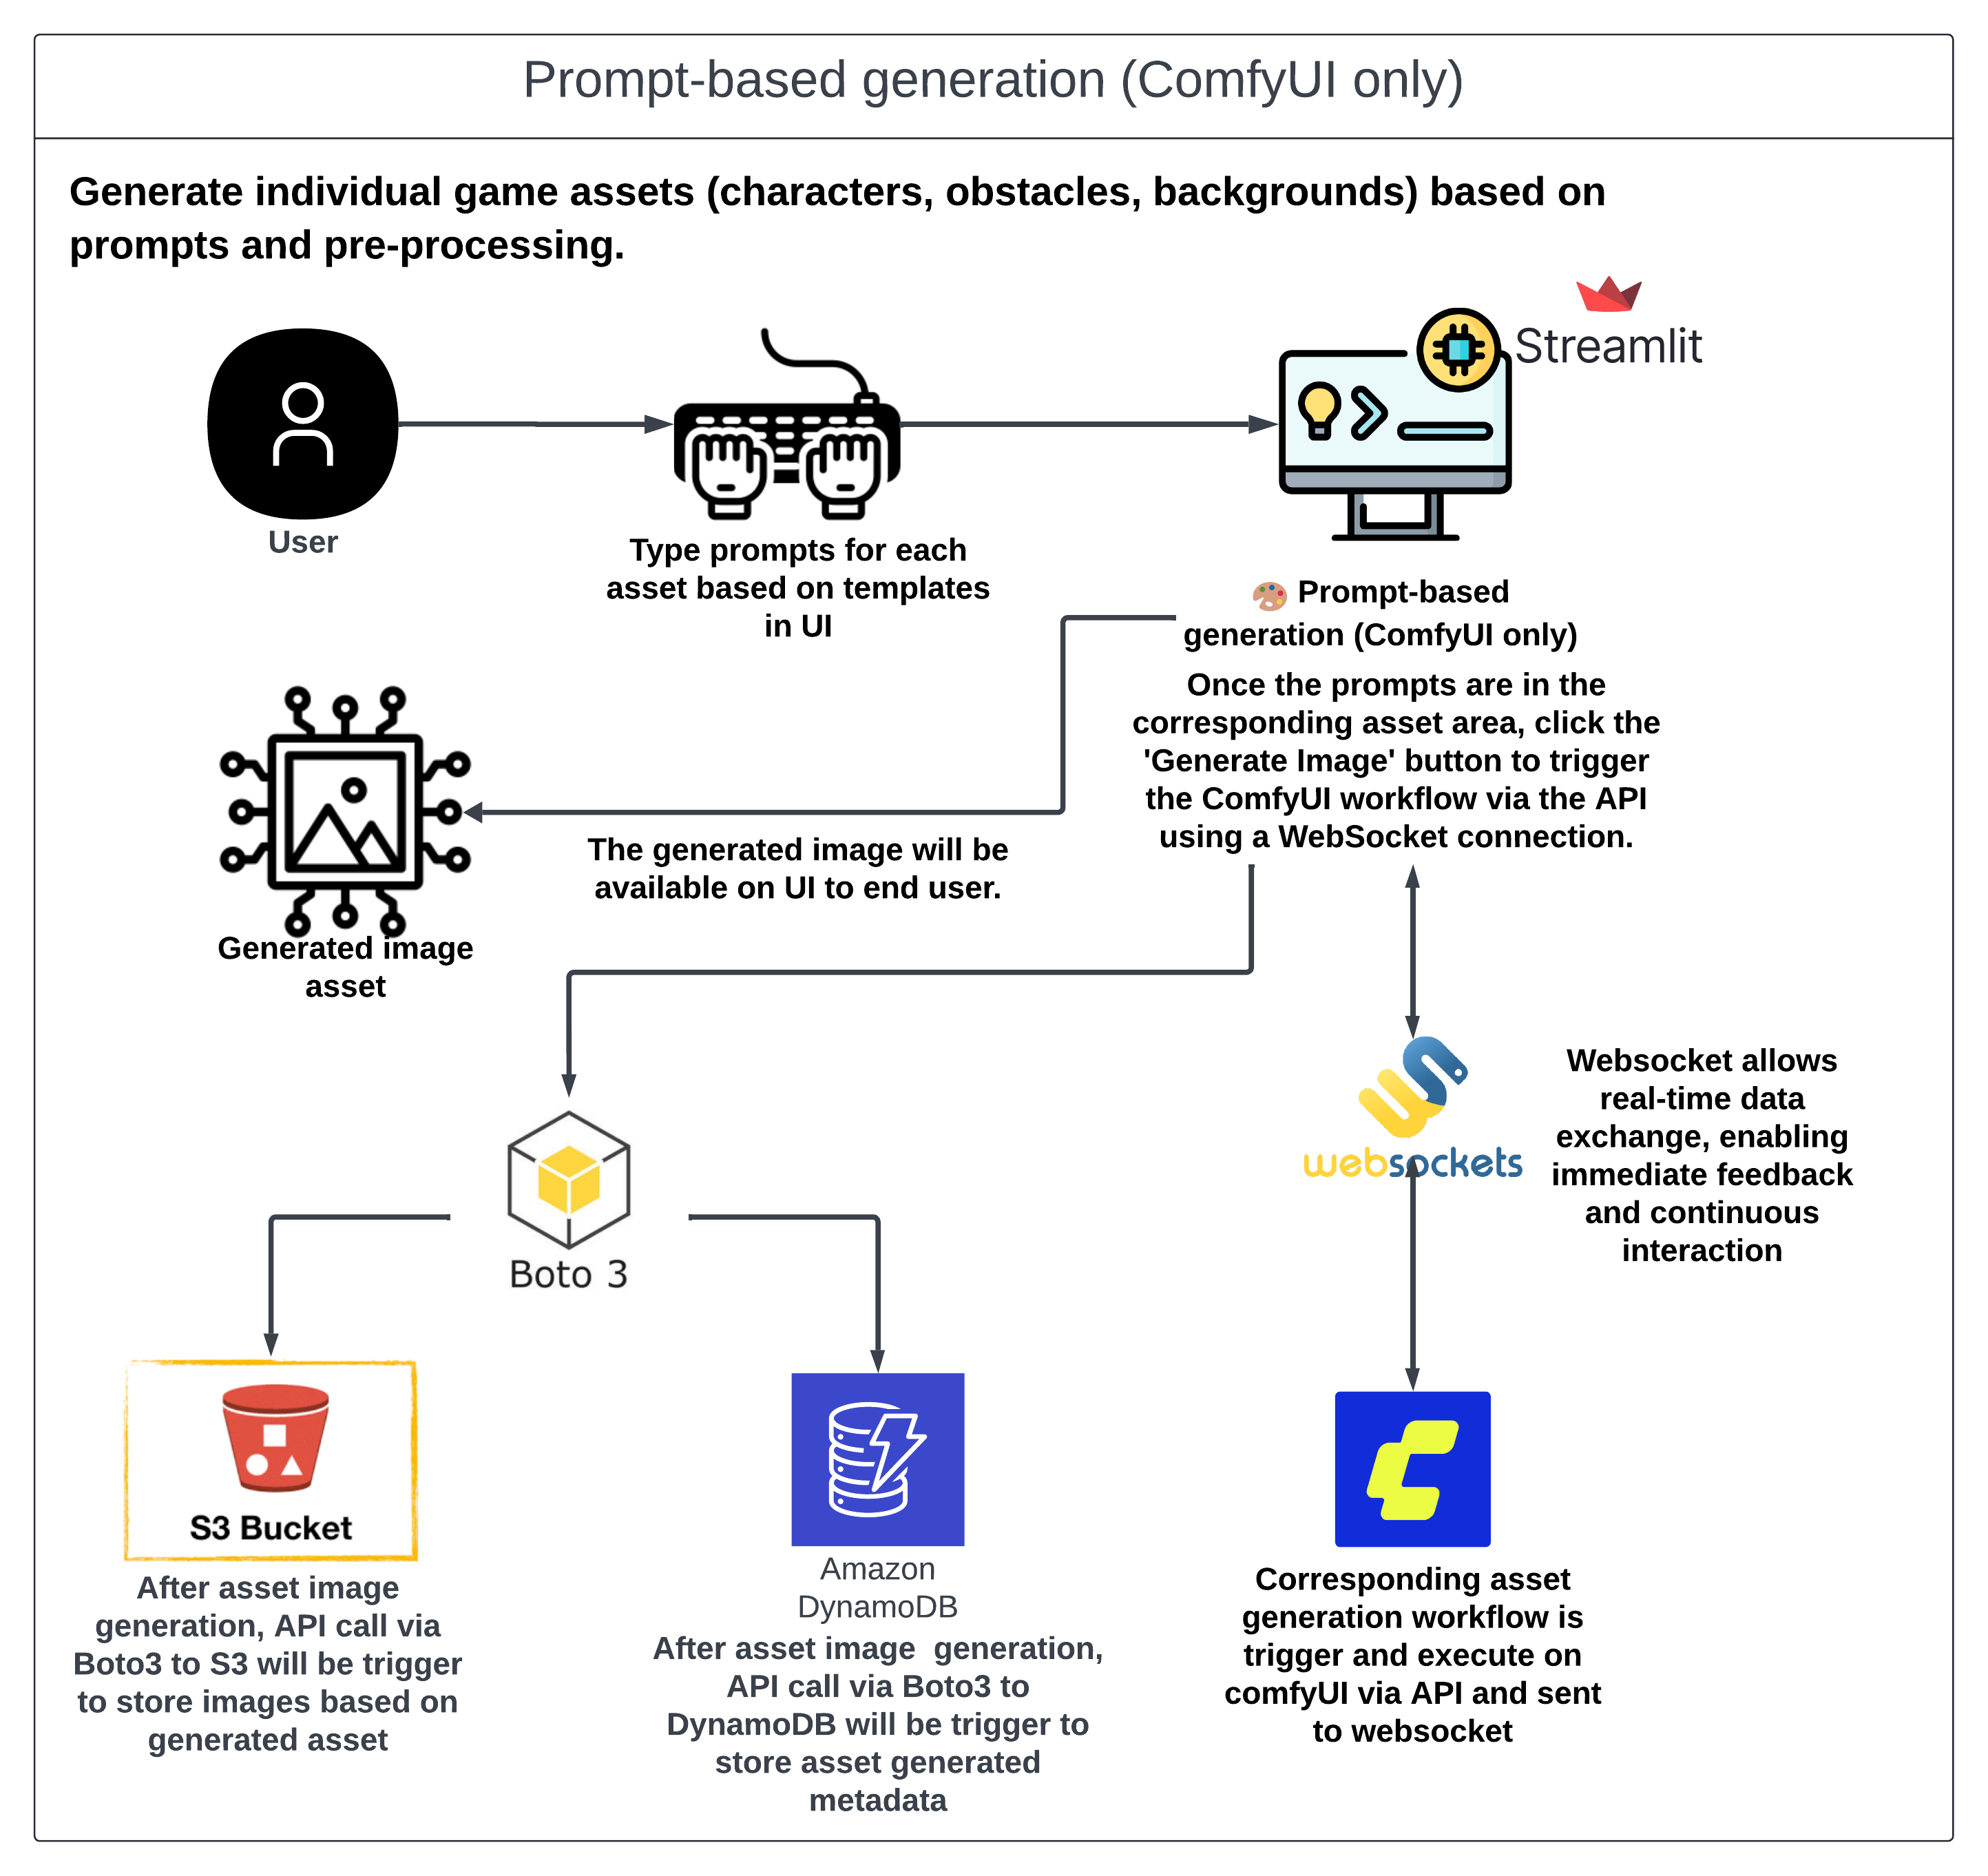 Prompt-based generation (ComfyUI only)
Generate individual game assets (characters, obstacles, backgrounds) based on
prompts and pre-processing.
Streamlit
User
Type prompts for each
asset based on templates
in UI
Prompt-based
generation (ComfyUI only)
Once the prompts are in the
corresponding asset area, click the
'Generate Image' button to trigger
the ComfyUI workflow via the API
using a WebSocket connection.
The generated image will be
available on UI to end user.
Generated image
asset
websockets
Websocket allows
real-time data
exchange, enabling
immediate feedback
and continuous
interaction
Boto 3
S3 Bucket
After asset image
generation, API call via
Boto3 to S3 will be trigger
to store images based on
generated asset
Amazon
DynamoDB
After asset image  generation,
API call via Boto3 to
DynamoDB will be trigger to
store asset generated
metadata
Corresponding asset
generation workflow is
trigger and execute on
comfyUI via API and sent
to websocket